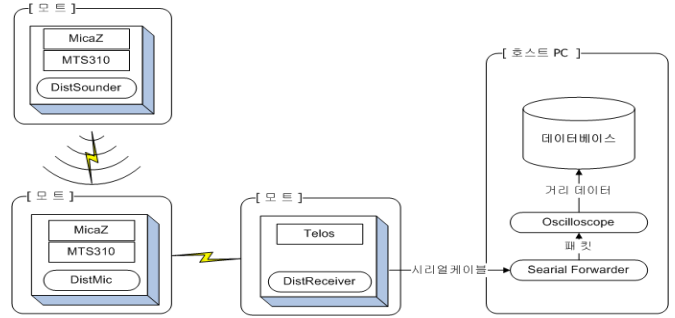 [ 모 트 ]
MicaZ
MTS310
DistSounder
[ 모 트 ]
MicaZ
MTS310
DistMic
[ 모 트 ]
Telos
DistReceiver
시리얼케이블
[ 호스트 PC ]
데이터베이스
거리 데이터
Oscilloscope
패 킷
Searial Forwarder